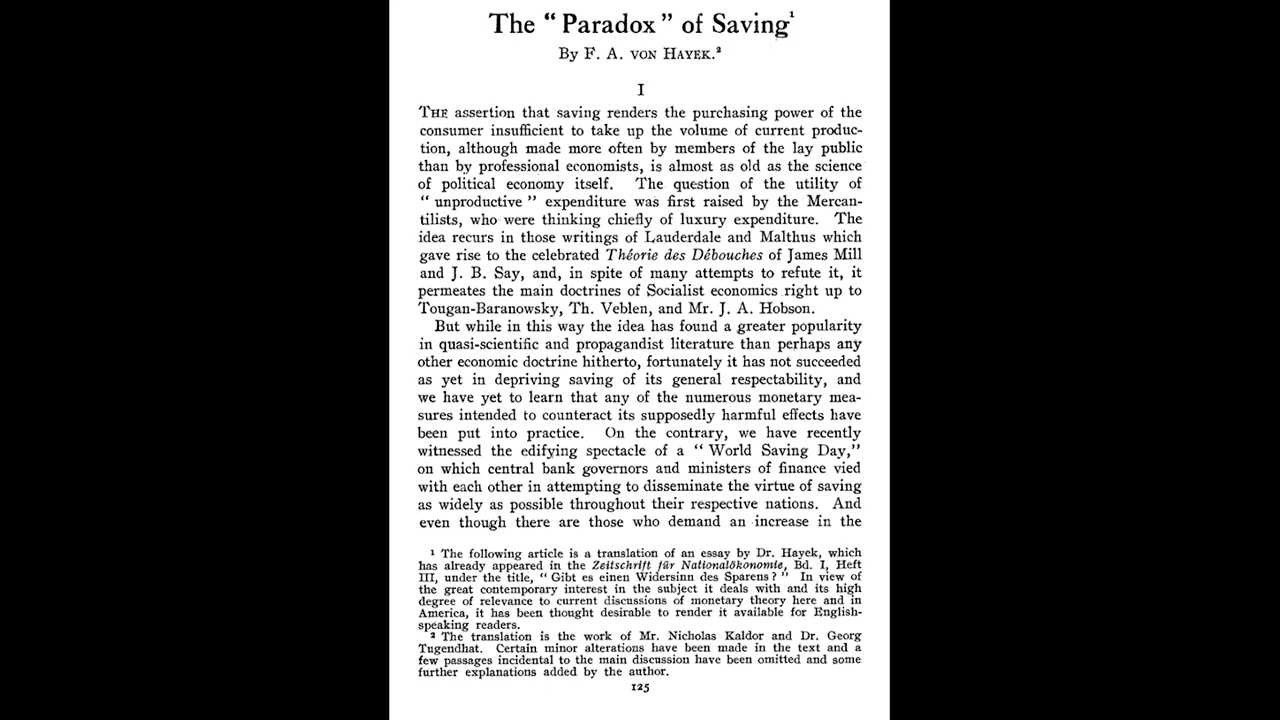 The “ Paradox ” of Saving¹
By F. A. VON HAYEK.²
I
THE assertion that saving renders the purchasing power of the
consumer insufficient to take up the volume of current produc-
tion, although made more often by members of the lay public
than by professional economists, is almost as old as the science
of political economy itself. The question of the utility of
“ unproductive ” expenditure was first raised by the Mercan-
tilists, who were thinking chiefly of luxury expenditure. The
idea recurs in those writings of Lauderdale and Malthus which
gave rise to the celebrated Théorie des Débouches of James Mill
and J. B. Say, and, in spite of many attempts to refute it, it
permeates the main doctrines of Socialist economics right up to
Tougan-Baranowsky, Th. Veblen, and Mr. J. A. Hobson.
But while in this way the idea has found a greater popularity
in quasi-scientific and propagandist literature than perhaps any
other economic doctrine hitherto, fortunately it has not succeeded
as yet in depriving saving of its general respectability, and
we have yet to learn that any of the numerous monetary mea-
sures intended to counteract its supposedly harmful effects have
been put into practice. On the contrary, we have recently
witnessed the edifying spectacle of a “ World Saving Day,”
on which central bank governors and ministers of finance vied
with each other in attempting to disseminate the virtue of saving
as widely as possible throughout their respective nations. And
even though there are those who demand an increase in the
¹ The following article is a translation of an essay by Dr. Hayek, which
has already appeared in the Zeitschrift für Nationalökonomie, Bd. I, Heft
III, under the title, “ Gibt es einen Widersinn des Sparens ? ” In view of
the great contemporary interest in the subject it deals with and its high
degree of relevance to current discussions of monetary theory here and in
America, it has been thought desirable to render it available for English-
speaking readers.
² The translation is the work of Mr. Nicholas Kaldor and Dr. Georg
Tugendhat. Certain minor alterations have been made in the text and a
few passages incidental to the main discussion have been omitted and some
further explanations added by the author.
125